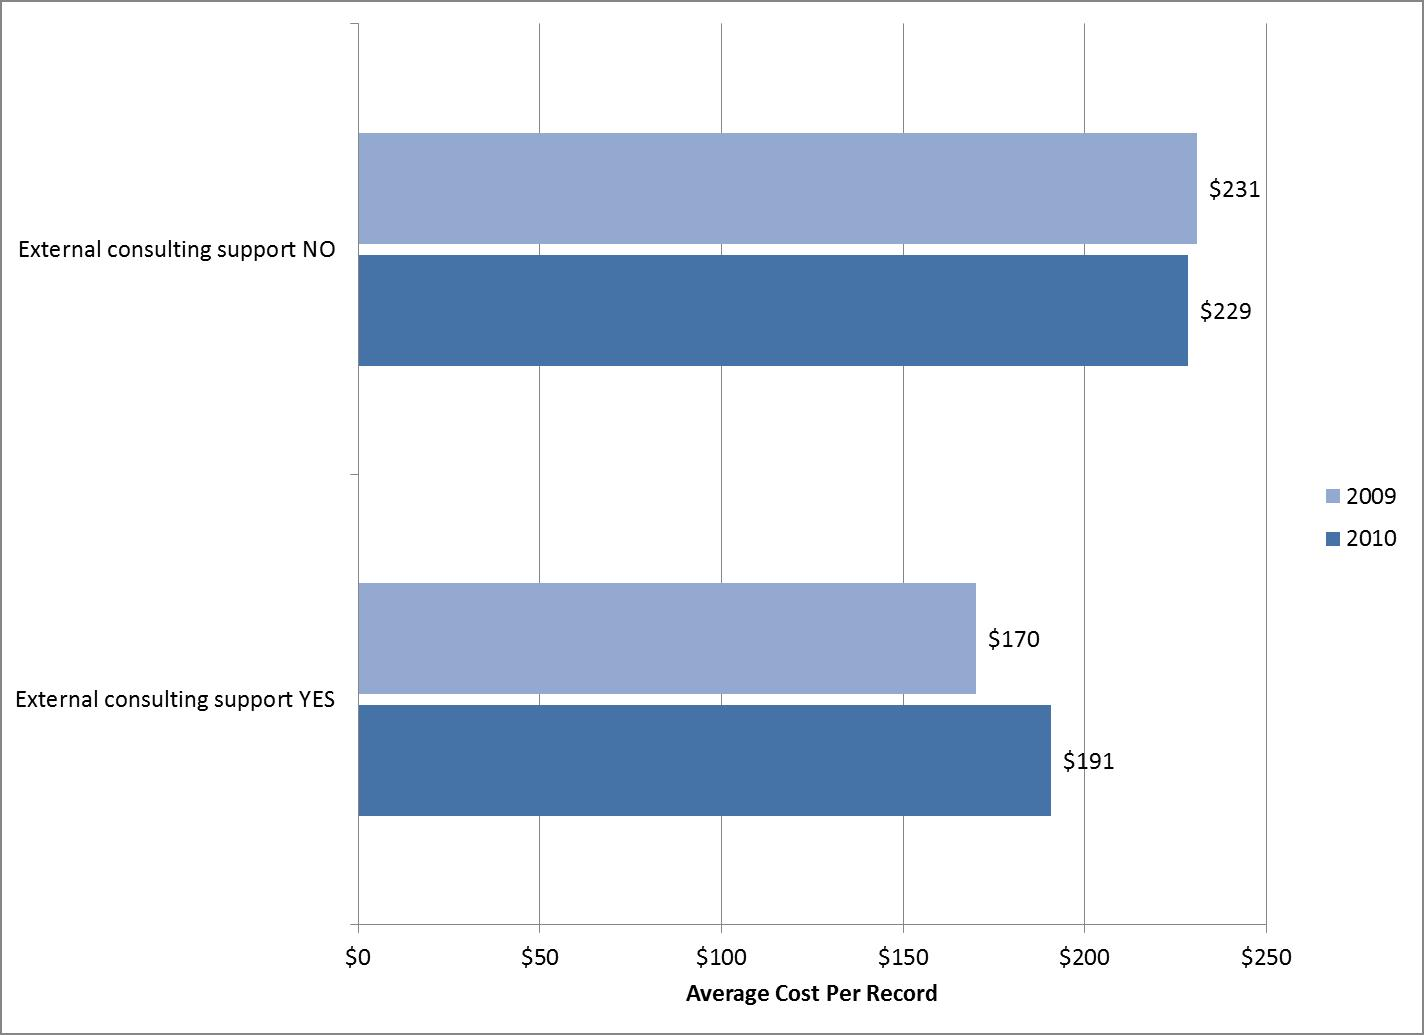 $231
External consulting support NO
$229
2009
2010
$170
External consulting support YES
$191
$0 $50 $100 $150 $200 $250
Average Cost Per Record